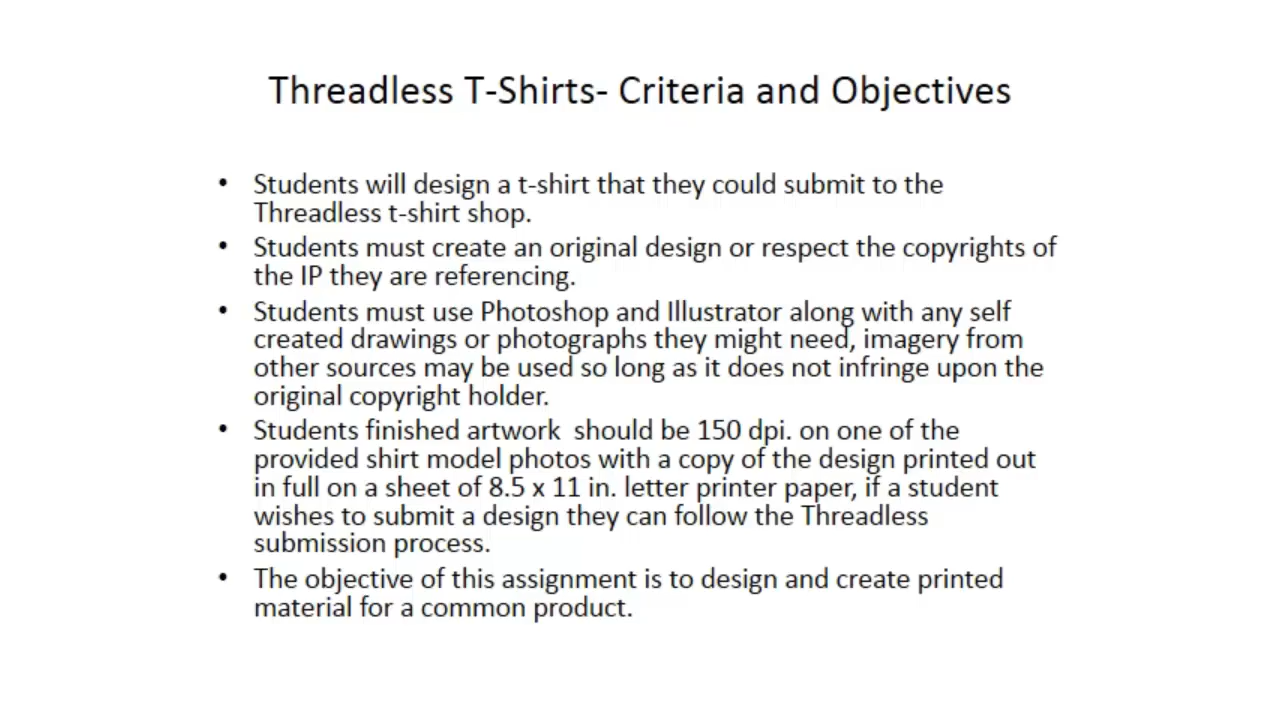 Threadless T-Shirts- Criteria and Objectives
• Students will design a t-shirt that they could submit to the
Threadless t-shirt shop.
• Students must create an original design or respect the copyrights of
the IP they are referencing.
• Students must use Photoshop and Illustrator along with any self
created drawings or photographs they might need, imagery from
other sources may be used so long as it does not infringe upon the
original copyright holder.
• Students finished artwork  should be 150 dpi. on one of the
provided shirt model photos with a copy of the design printed out
in full on a sheet of 8.5 x 11 in. letter printer paper, if a student
wishes to submit a design they can follow the Threadless
submission process.
• The objective of this assignment is to design and create printed
material for a common product.